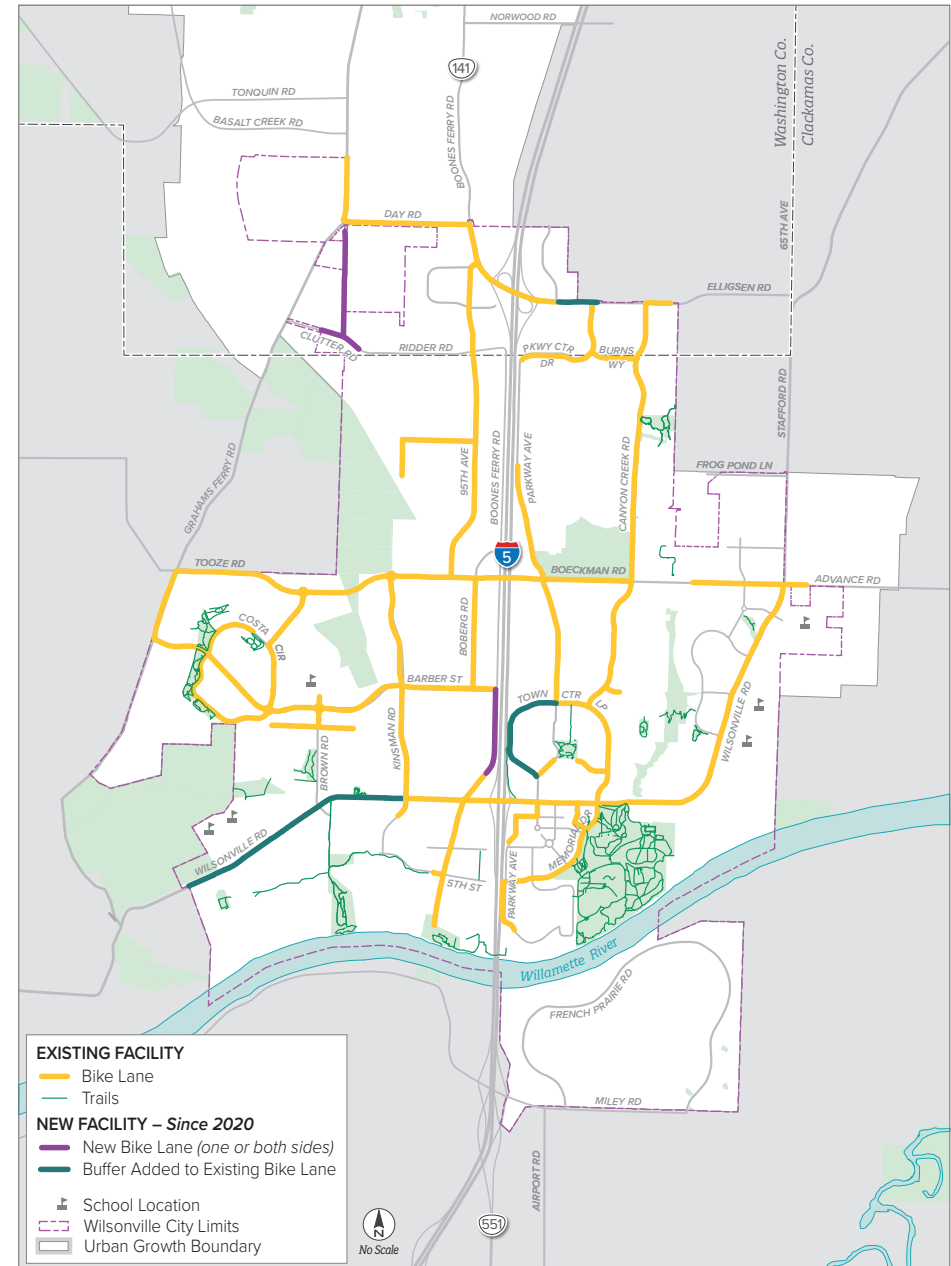 NORWOOD RD
141
TONQUIN RD
BASALT CREEK RD
BOONES FERRY RD
Washington Co.
Clackamas Co.
DAY RD
65TH AVE
ELLIGSEN RD
CLUTTER RD
RIDDER RD
PKWY CTR
DR
BURNS
WY
STAFFORD RD
GRAHAMS FERRY RD
95TH AVE
BOONES FERRY RD
PARKWAY AVE
CANYON CREEK RD
FROG POND LN
5
TOOZE RD
BOECKMAN RD
ADVANCE RD
COSTA
CIR
BOBERG RD
BARBER ST
TOWN
CTR
LP
KINSMAN RD
BROWN RD
WILSONVILLE RD
WILSONVILLE RD
MEMORIAL DR
5TH ST
PARKWAY AVE
Willamette River
FRENCH PRAIRIE RD
MILEY RD
AIRPORT RD
551
EXISTING FACILITY
Bike Lane
Trails
NEW FACILITY – Since 2020
New Bike Lane (one or both sides)
Buffer Added to Existing Bike Lane
School Location
Wilsonville City Limits
Urban Growth Boundary
N
No Scale